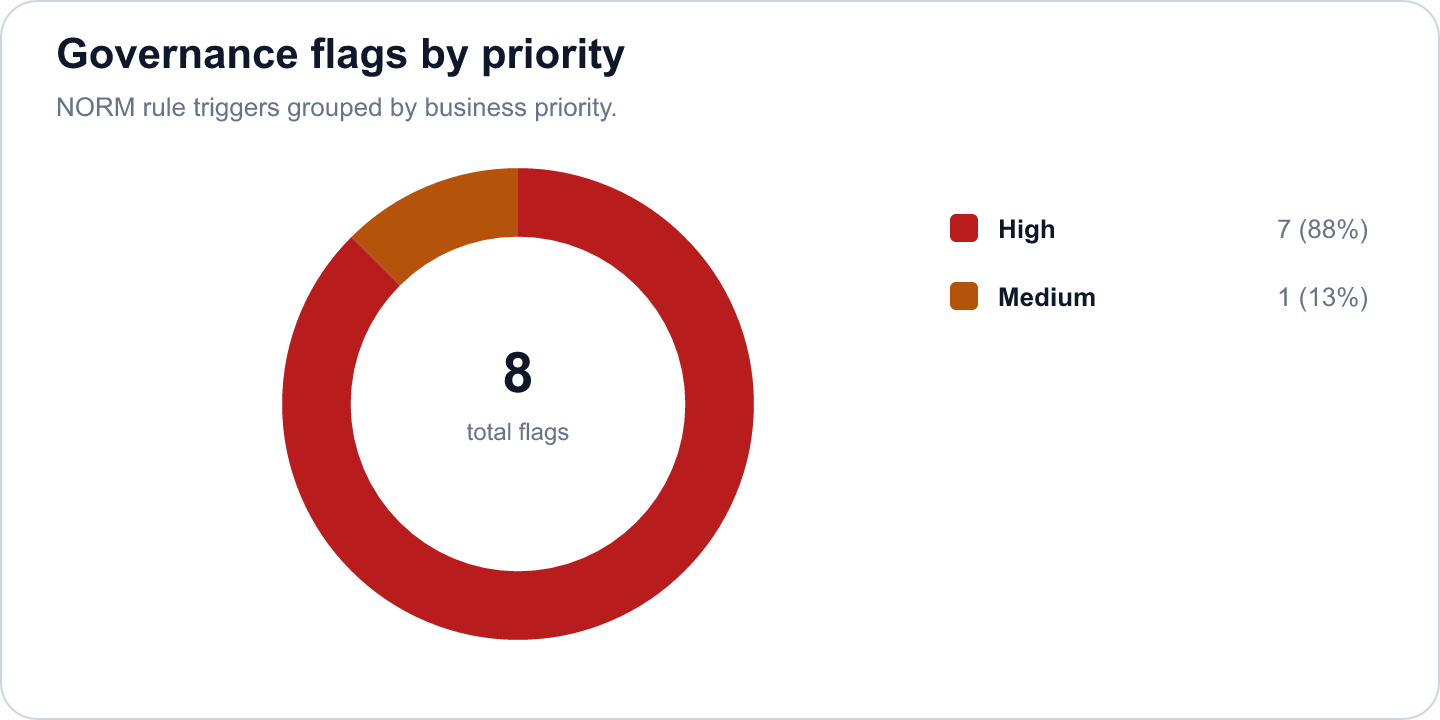 Governance flags by priority
NORM rule triggers grouped by business priority.
High 7 (88%)
Medium 1 (13%)
8
total flags